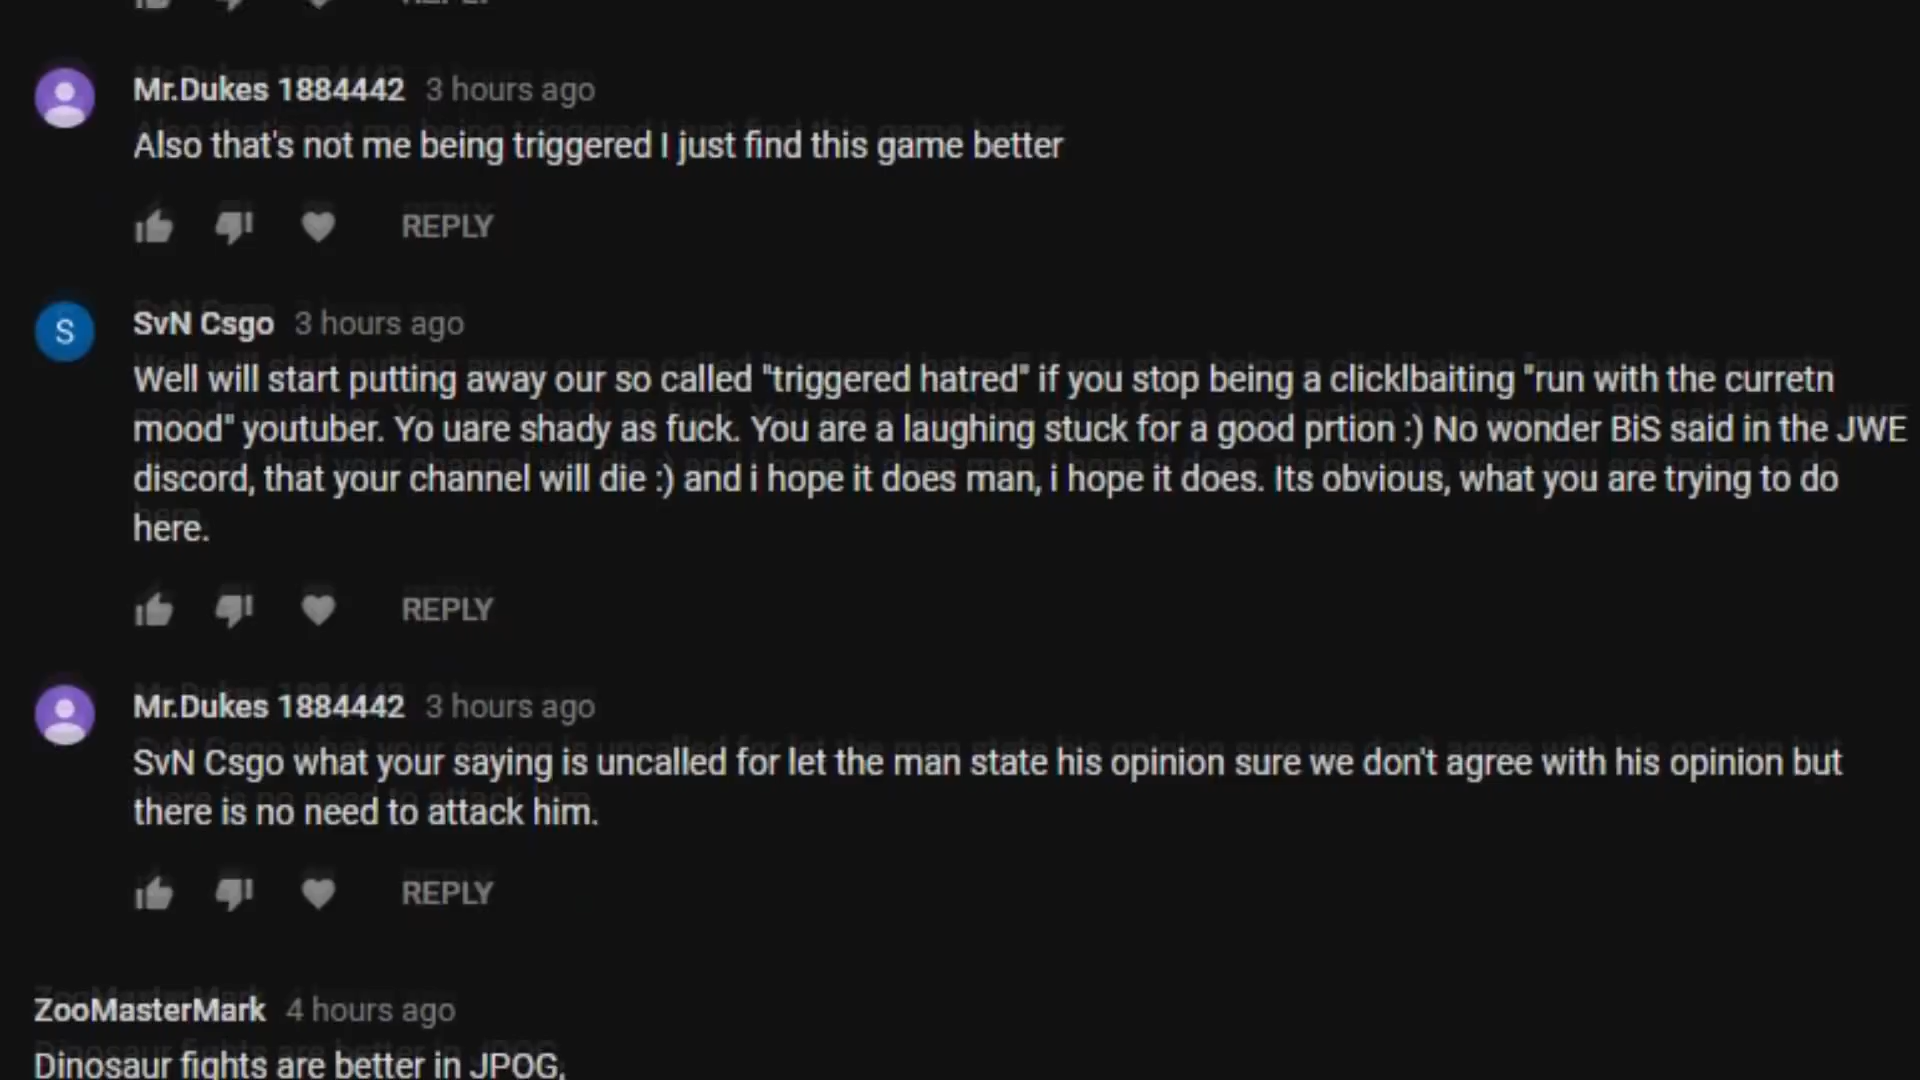 Mr.Dukes 1884442 3 hours ago
Also that's not me being triggered I just find this game better
REPLY
S
SvN Csgo 3 hours ago
Well will start putting away our so called "triggered hatred" if you stop being a clicklbaiting "run with the curretn
mood" youtuber. Yo uare shady as fuck. You are a laughing stuck for a good prtion :) No wonder BiS said in the JWE
discord, that your channel will die :) and i hope it does man, i hope it does. Its obvious, what you are trying to do
here.
REPLY
Mr.Dukes 1884442 3 hours ago
SvN Csgo what your saying is uncalled for let the man state his opinion sure we don't agree with his opinion but
there is no need to attack him.
REPLY
ZooMasterMark 4 hours ago
Dinosaur fights are better in JPOG,